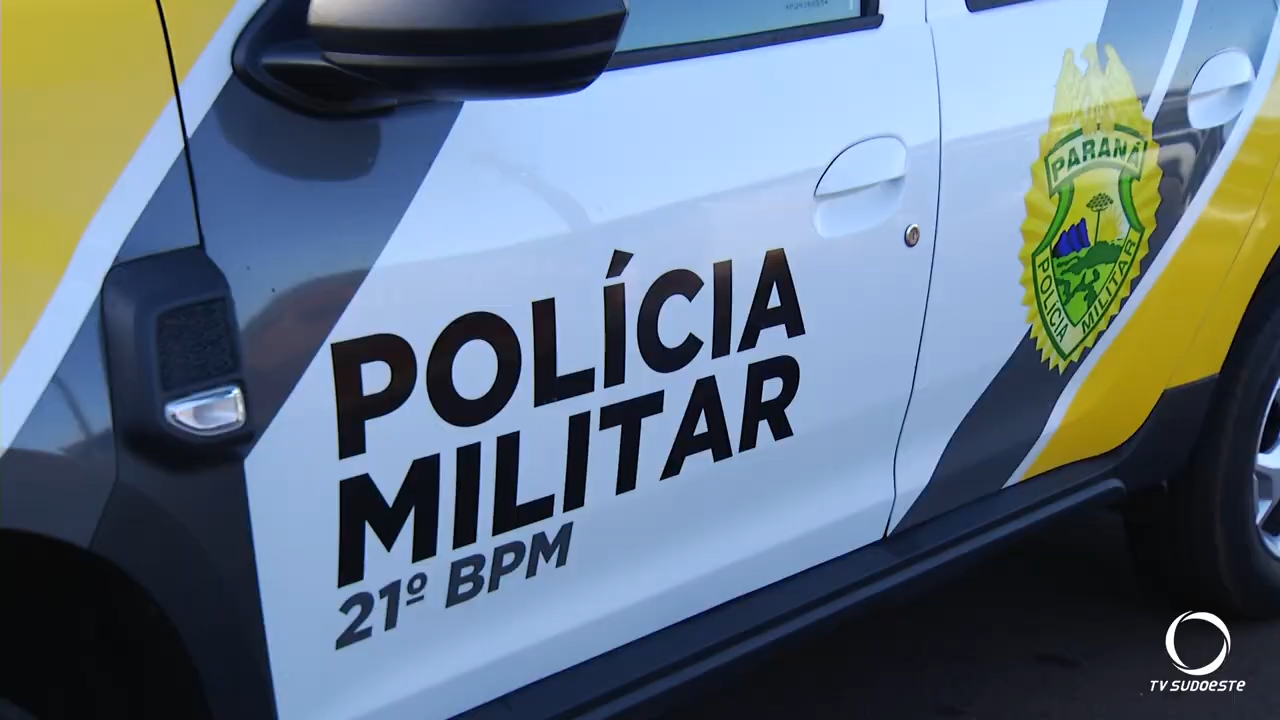 POLÍCIA
MILITAR
21º BPM
PARANÁ
POLÍCIA MILITAR
TV SUDOESTE